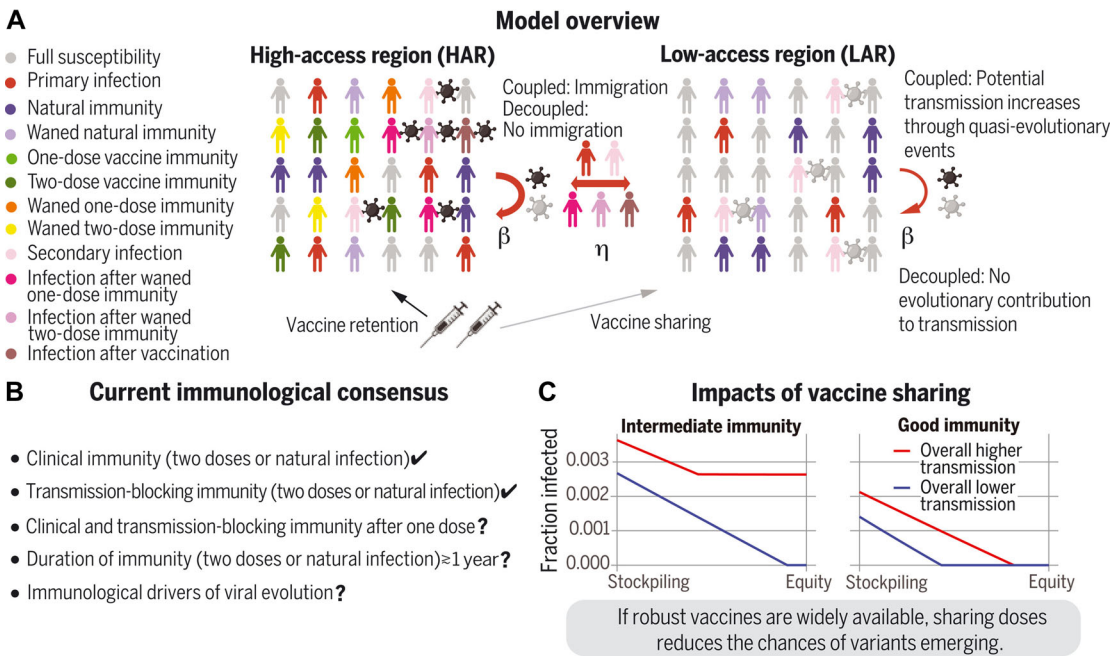 A
Model overview
Full susceptibility
Primary infection
Natural immunity
Waned natural immunity
One-dose vaccine immunity
Two-dose vaccine immunity
Waned one-dose immunity
Waned two-dose immunity
Secondary infection
Infection after waned
one-dose immunity
Infection after waned
two-dose immunity
Infection after vaccination
High-access region (HAR)
β
Coupled: Immigration
Decoupled:
No immigration
η
Low-access region (LAR)
Coupled: Potential
transmission increases
through quasi-evolutionary
events
β
Decoupled: No
evolutionary contribution
to transmission
Vaccine retention
Vaccine sharing
B
Current immunological consensus
• Clinical immunity (two doses or natural infection)✔
• Transmission-blocking immunity (two doses or natural infection)✔
• Clinical and transmission-blocking immunity after one dose?
• Duration of immunity (two doses or natural infection)≳1 year?
• Immunological drivers of viral evolution?
C
Impacts of vaccine sharing
Intermediate immunity
Good immunity
Fraction infected
0.003
0.002
0.001
0.000
Stockpiling
Equity
Overall higher
transmission
Overall lower
transmission
Stockpiling
Equity
If robust vaccines are widely available, sharing doses
reduces the chances of variants emerging.